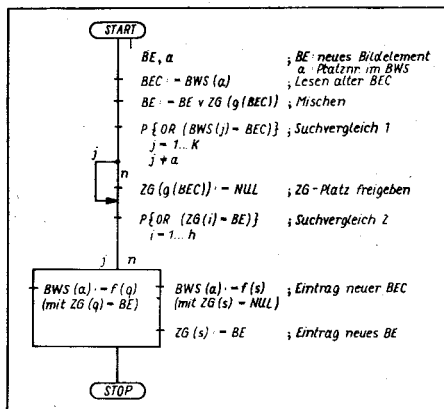 START
BE, a ; BE: neues Bildelement
a: Platznr. im BWS
BEC := BWS (a) ; Lesen alter BEC
BE := BE v ZG (g(BEC)) ; Mischen
P{OR (BWS(j) = BEC)} ; Suchvergleich 1
j = 1...K
j ≠ a
j
n
ZG (g(BEC)) := NUL ; ZG-Platz freigeben
P{OR (ZG(i) = BE)} ; Suchvergleich 2
i = 1...h
j n
BWS (a) := f(q) BWS (a) := f(s) ; Eintrag neuer BEC
(mit ZG(q) = BE) (mit ZG(s) = NUL)
ZG(s) := BE ; Eintrag neues BE
STOP